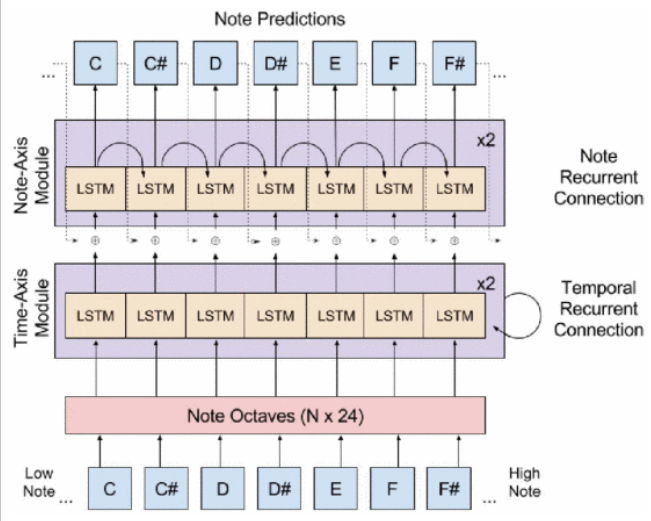 Note Predictions
... C C# D D# E F F# ...
Note-Axis
Module
x2
LSTM LSTM LSTM LSTM LSTM LSTM LSTM
Note
Recurrent
Connection
Time-Axis
Module
x2
LSTM LSTM LSTM LSTM LSTM LSTM LSTM
Temporal
Recurrent
Connection
Note Octaves (N x 24)
Low
Note ... C C# D D# E F F# ... High
Note